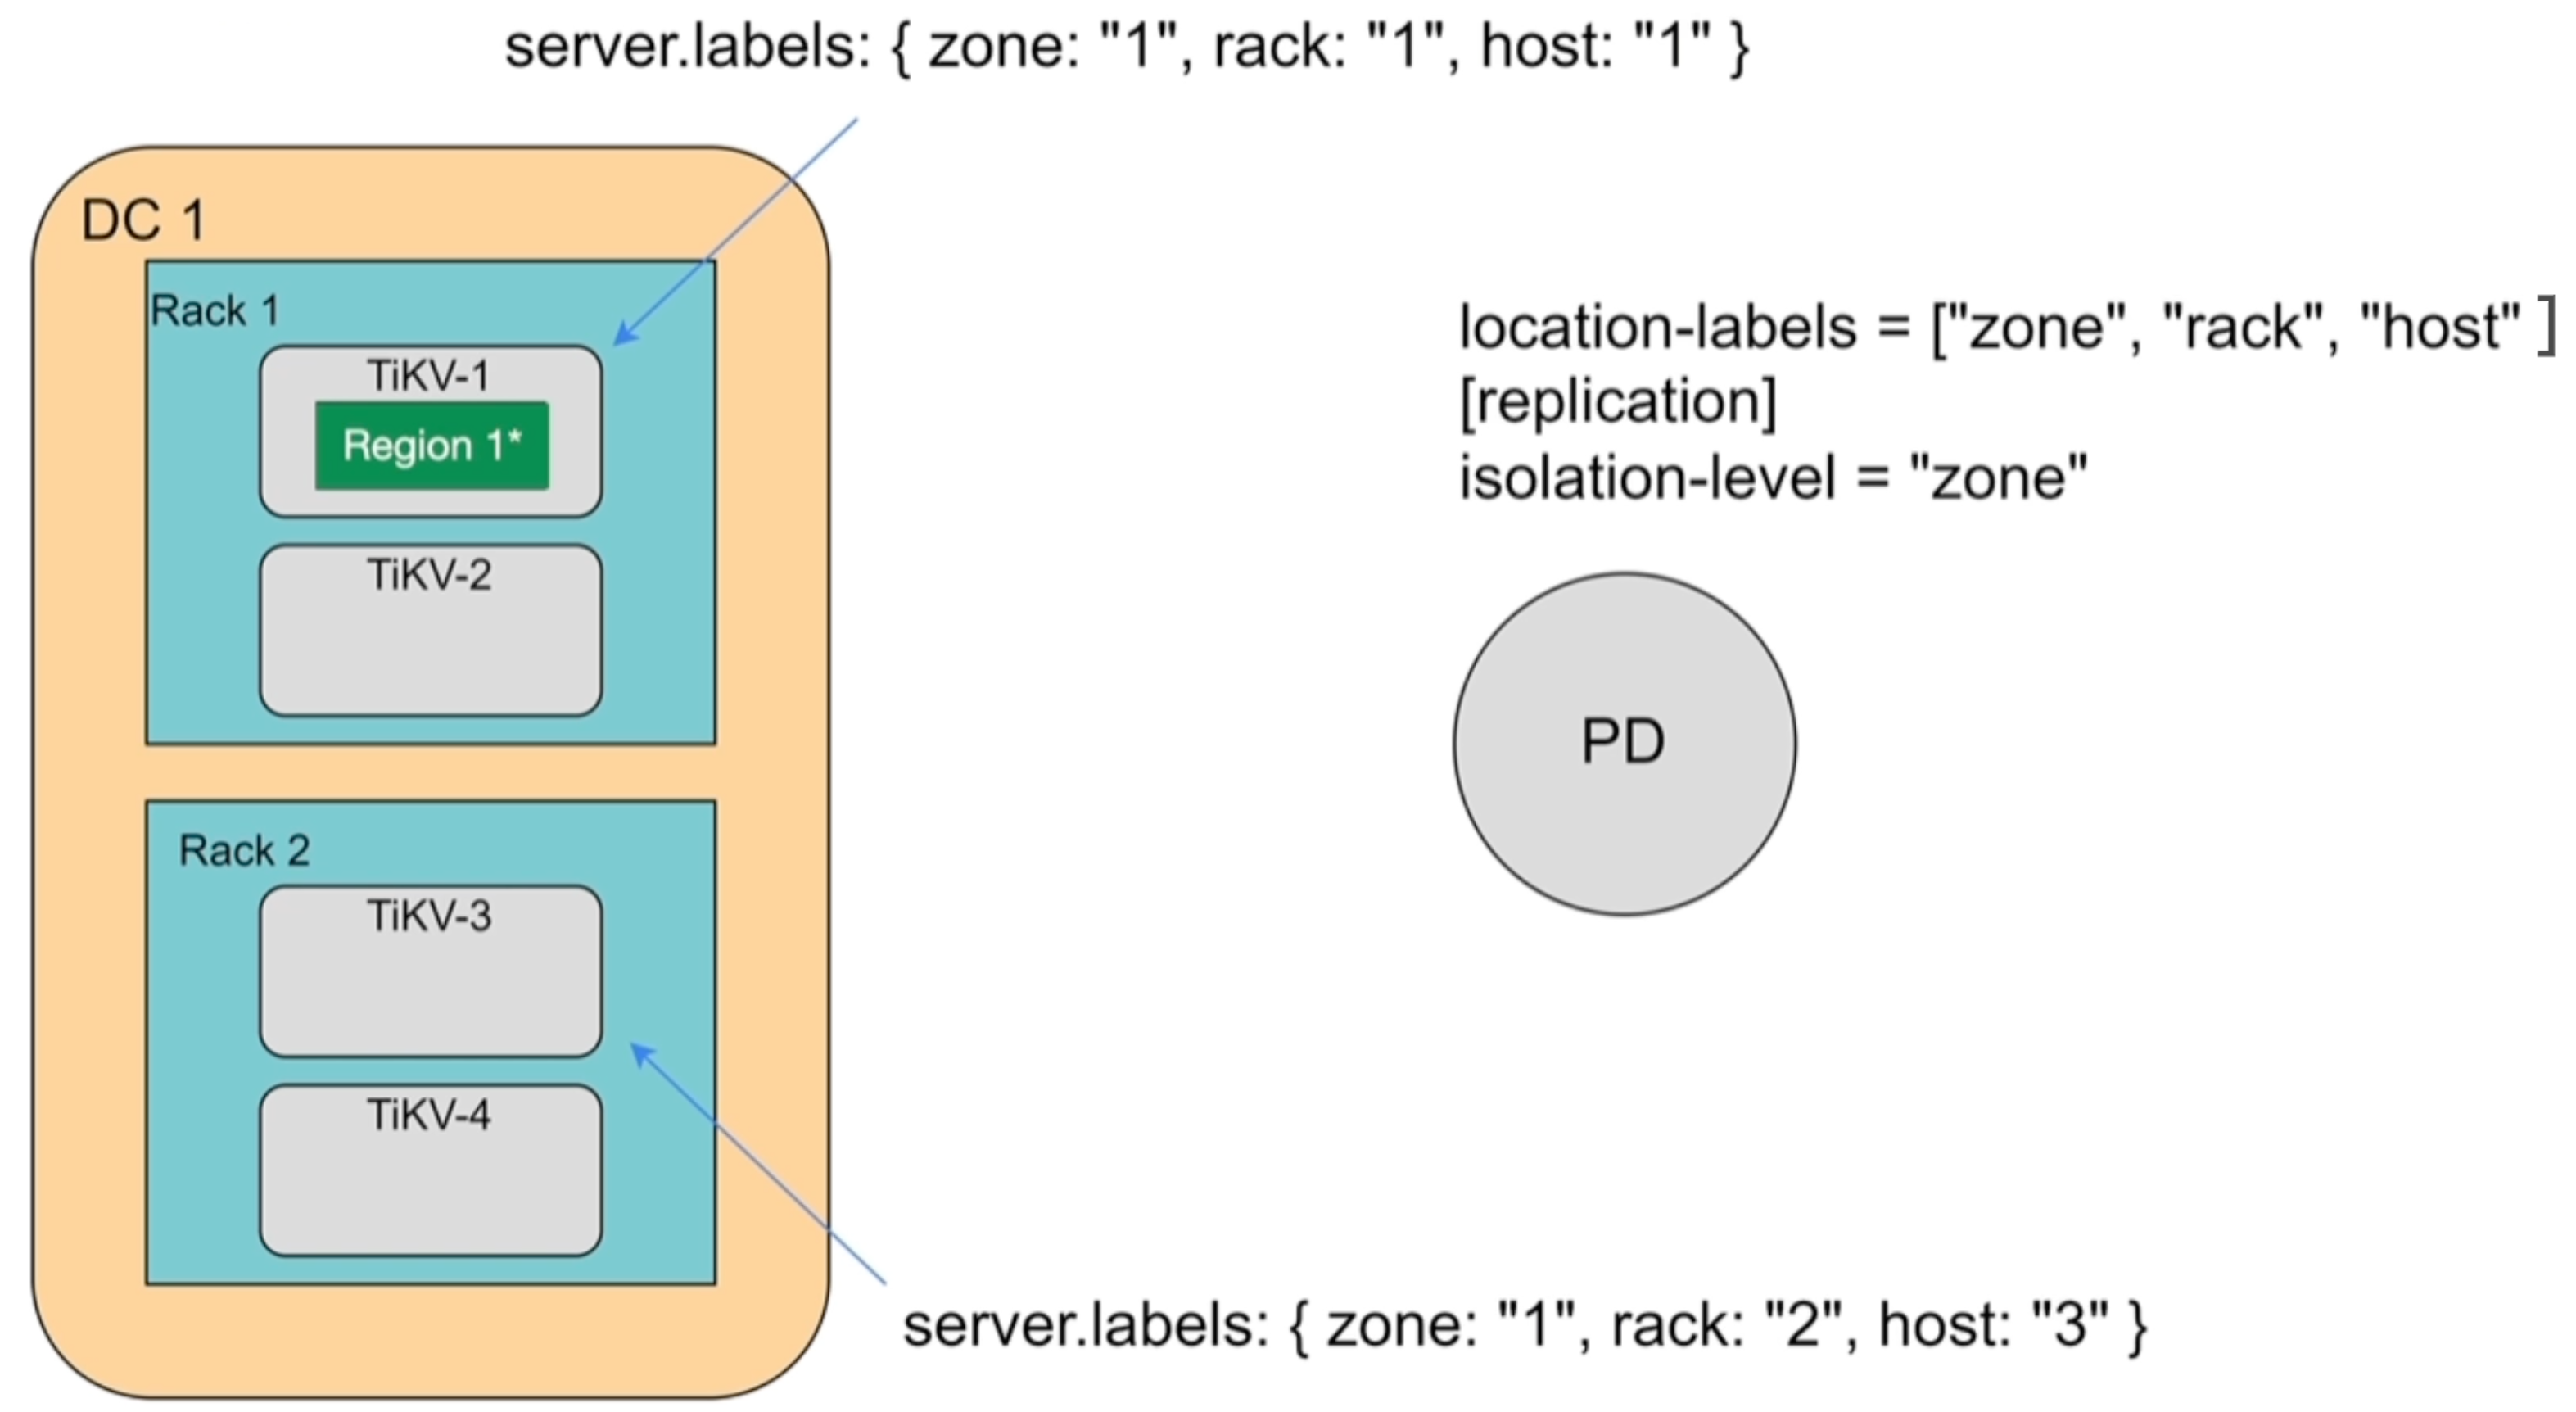 server.labels: { zone: "1", rack: "1", host: "1" }
DC 1
Rack 1
TiKV-1
Region 1*
TiKV-2
Rack 2
TiKV-3
TiKV-4
location-labels = ["zone", "rack", "host" ]
[replication]
isolation-level = "zone"
PD
server.labels: { zone: "1", rack: "2", host: "3" }